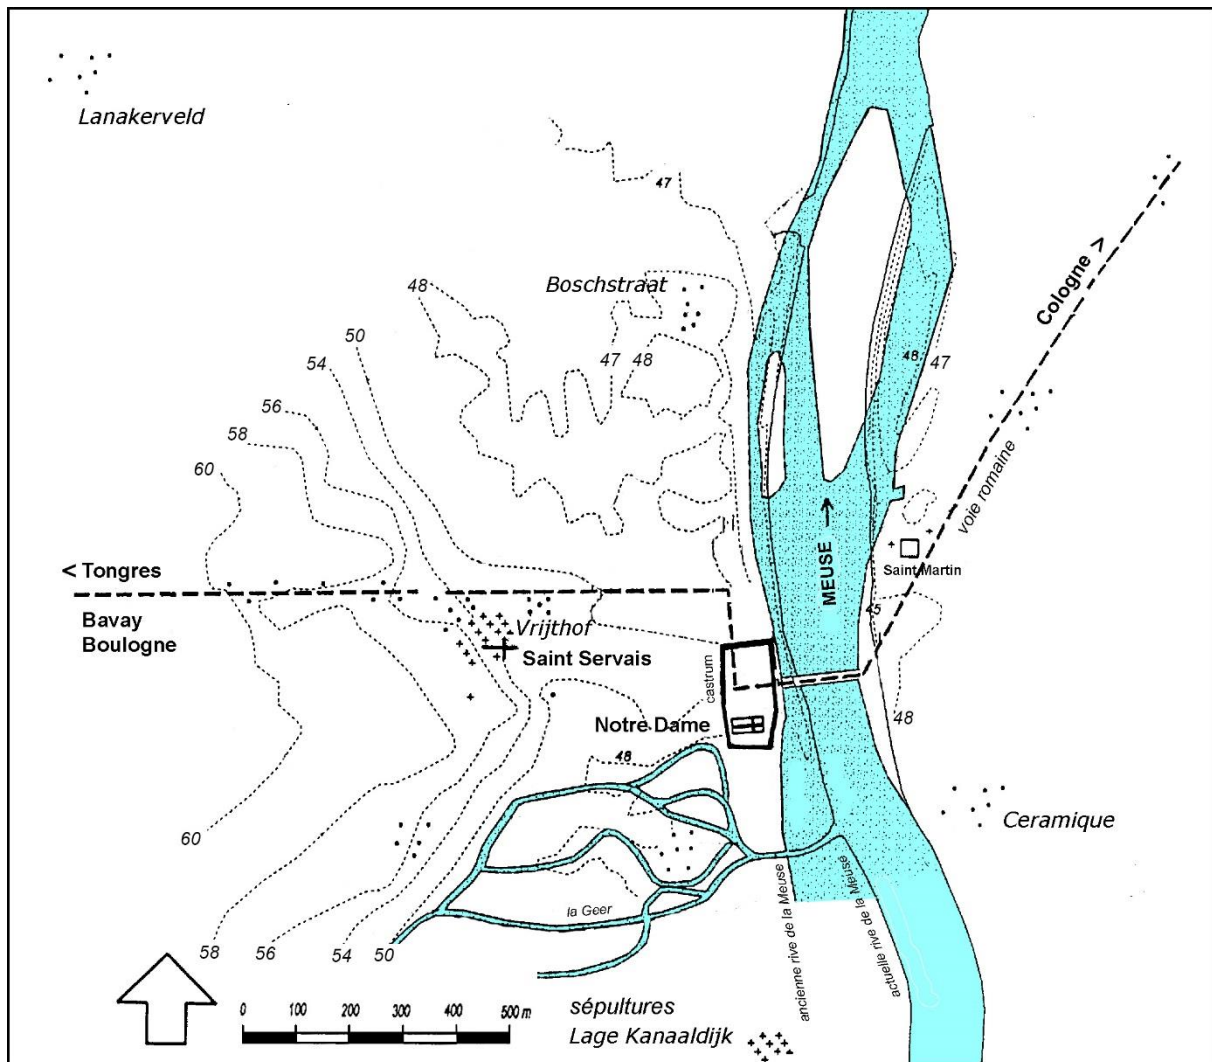 Lanakerveld
47
Cologne >
Boschstraat
48
50
54
47
48
48
47
56
58
60
voie romaine
MEUSE →
Saint Martin
< Tongres
Bavay
Boulogne
45
Vrijthof
Saint Servais
castrum
Notre Dame
48
48
Ceramique
60
la Geer
ancienne rive de la Meuse
actuelle rive de la Meuse
58
56
54
50
0 100 200 300 400 500 m
sépultures
Lage Kanaaldijk